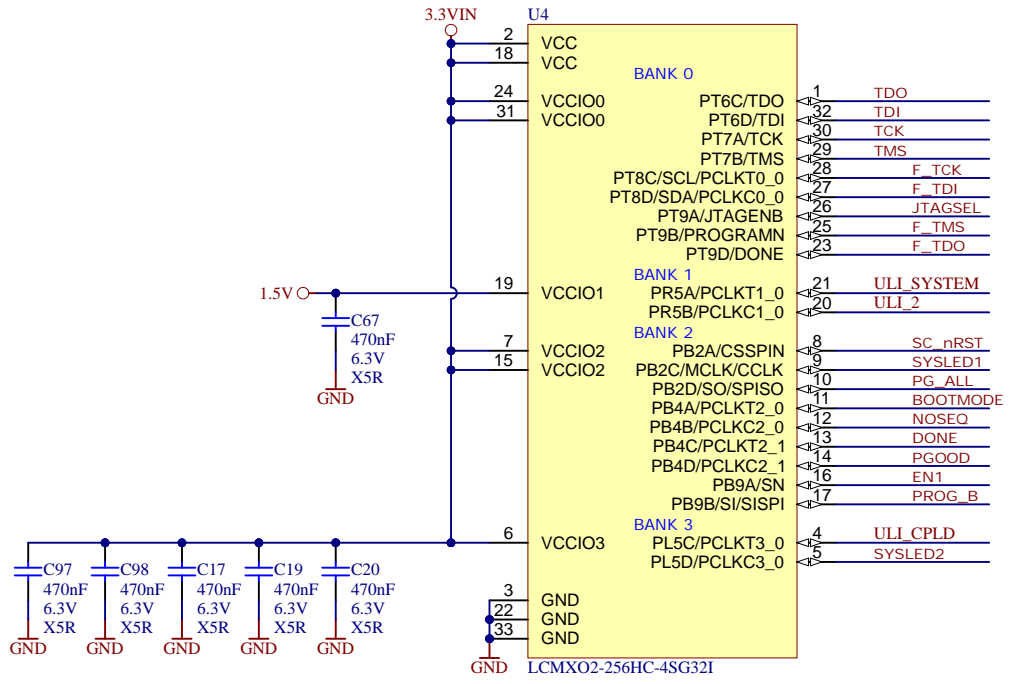 3.3VIN
U4
2 VCC
18 VCC
BANK 0
24 VCCIO0
PT6C/TDO 1 TDO
31 VCCIO0
PT6D/TDI 32 TDI
PT7A/TCK 30 TCK
PT7B/TMS 29 TMS
PT8C/SCL/PCLKT0_0 28 F_TCK
PT8D/SDA/PCLKC0_0 27 F_TDI
PT9A/JTAGENB 26 JTAGSEL
PT9B/PROGRAMN 25 F_TMS
PT9D/DONE 23 F_TDO
BANK 1
1.5V
19 VCCIO1
PR5A/PCLKT1_0 21 ULI_SYSTEM
PR5B/PCLKC1_0 20 ULI_2
C67
470nF
6.3V
X5R
GND
BANK 2
7 VCCIO2
PB2A/CSSPIN 8 SC_nRST
15 VCCIO2
PB2C/MCLK/CCLK 9 SYSLED1
PB2D/SO/SPISO 10 PG_ALL
PB4A/PCLKT2_0 11 BOOTMODE
PB4B/PCLKC2_0 12 NOSEQ
PB4C/PCLKT2_1 13 DONE
PB4D/PCLKC2_1 14 PGOOD
PB9A/SN 16 EN1
PB9B/SI/SISPI 17 PROG_B
BANK 3
6 VCCIO3
PL5C/PCLKT3_0 4 ULI_CPLD
PL5D/PCLKC3_0 5 SYSLED2
C97 C98 C17 C19 C20
470nF 470nF 470nF 470nF 470nF
6.3V 6.3V 6.3V 6.3V 6.3V
X5R X5R X5R X5R X5R
GND GND GND GND GND
3 GND
22 GND
33 GND
GND
LCMXO2-256HC-4SG32I